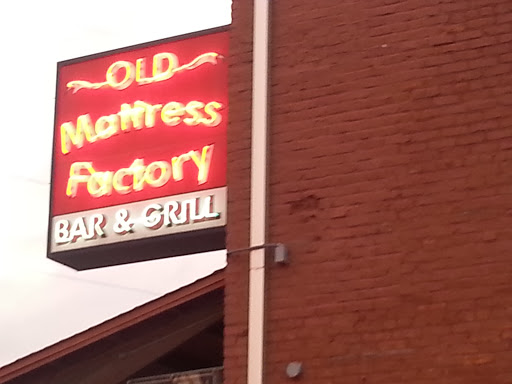 OLD
Mattress
Factory
BAR & GRILL